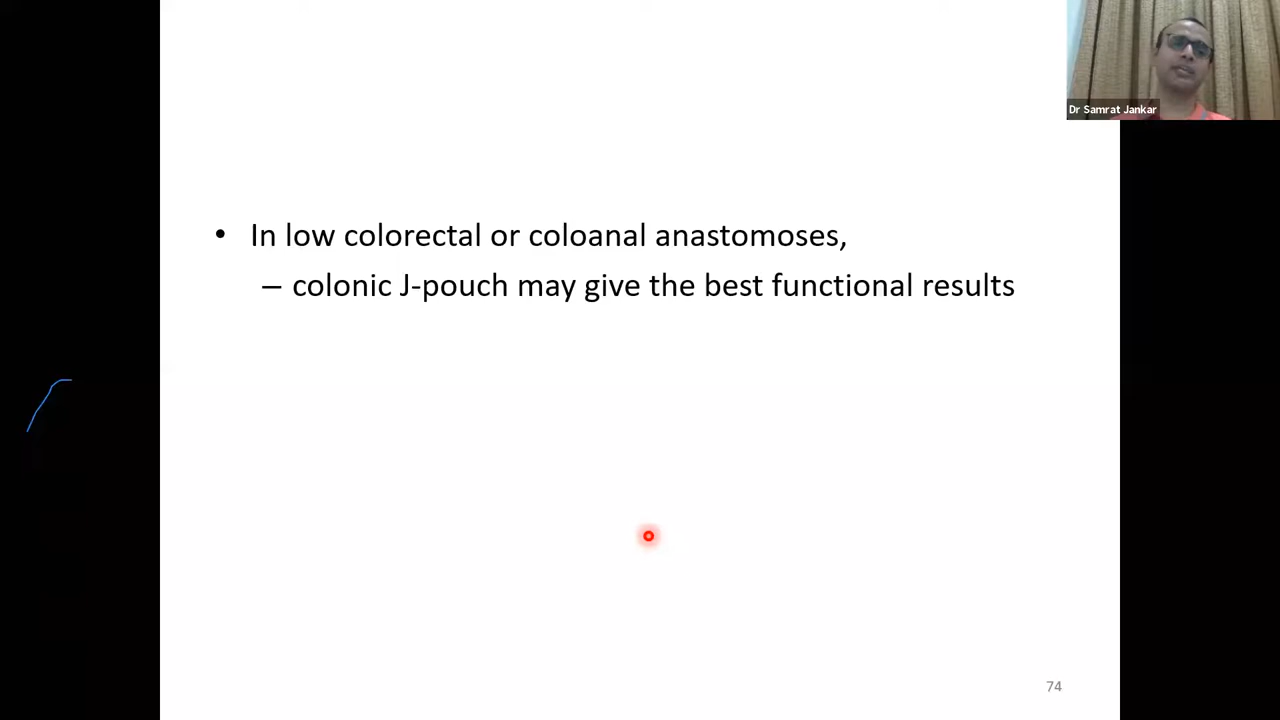 Dr Samrat Jankar
• In low colorectal or coloanal anastomoses,
– colonic J-pouch may give the best functional results
74